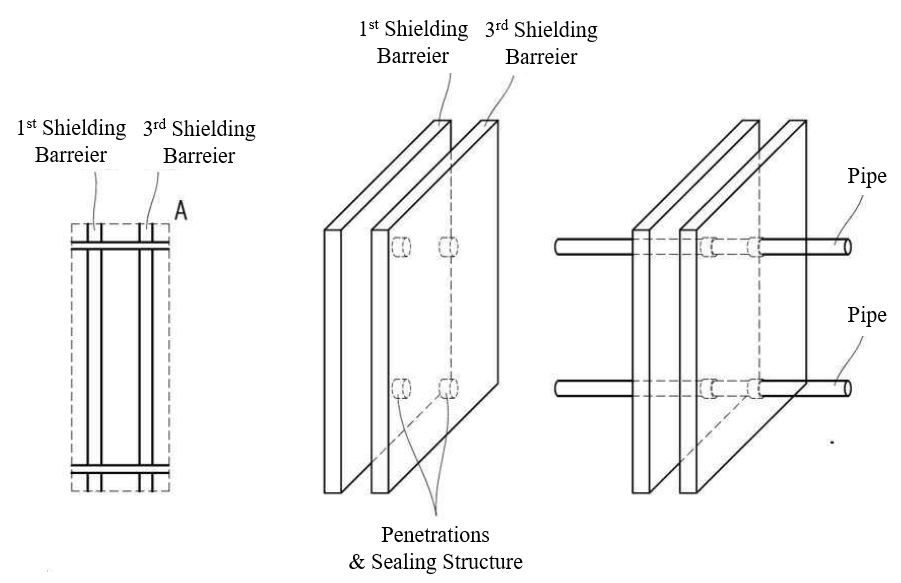 1st Shielding
Barreier
3rd Shielding
Barreier
A
1st Shielding
Barreier
3rd Shielding
Barreier
Penetrations
& Sealing Structure
Pipe
Pipe